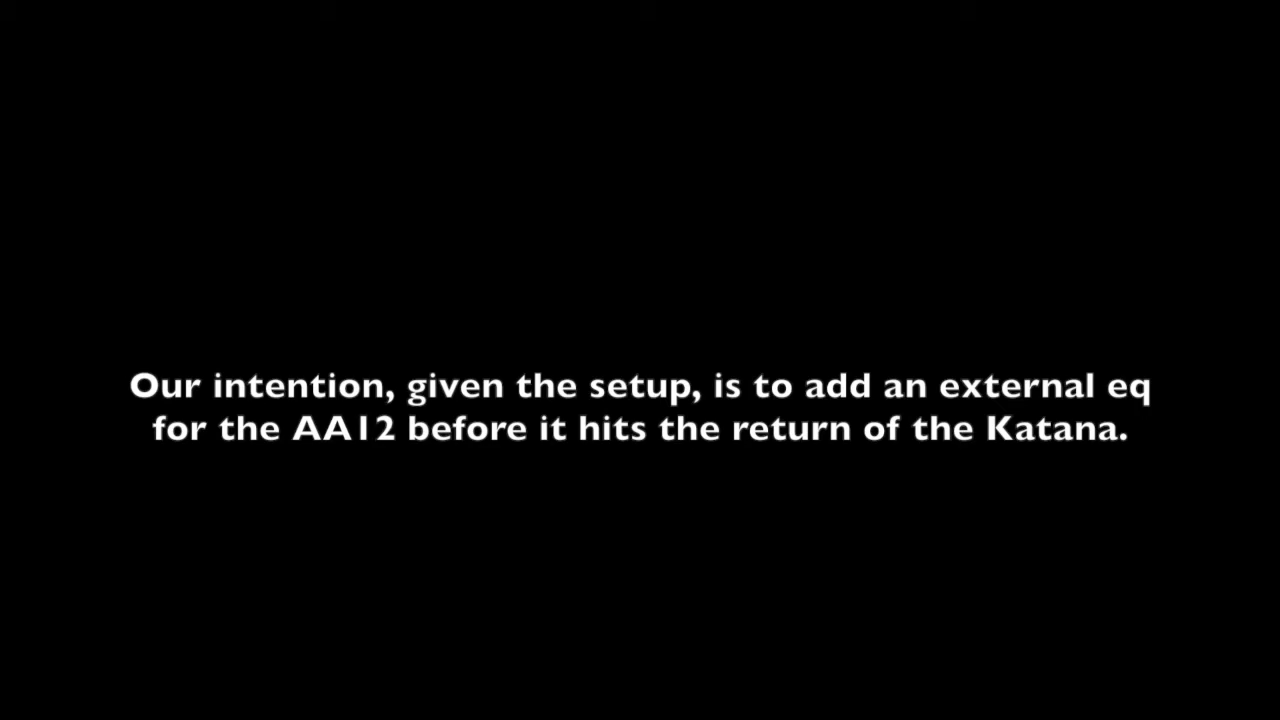 Our intention, given the setup, is to add an external eq
for the AA12 before it hits the return of the Katana.